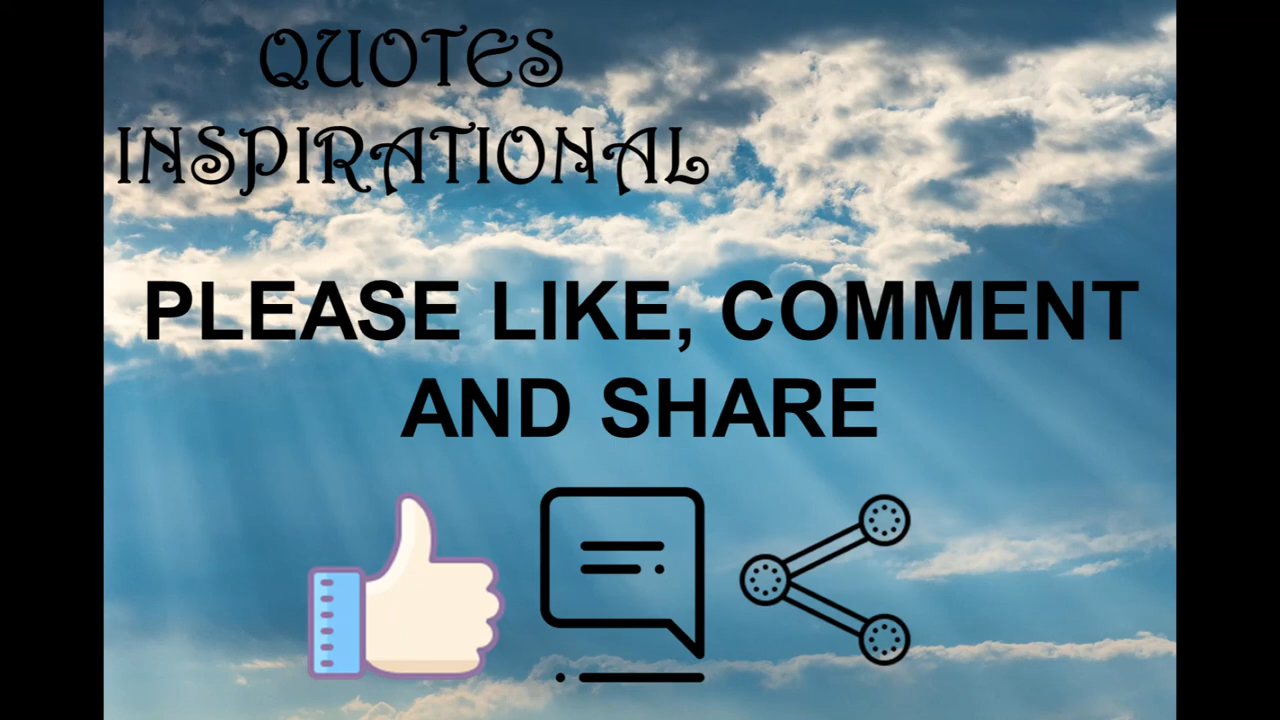 QUOTES
INSPIRATIONAL
PLEASE LIKE, COMMENT
AND SHARE